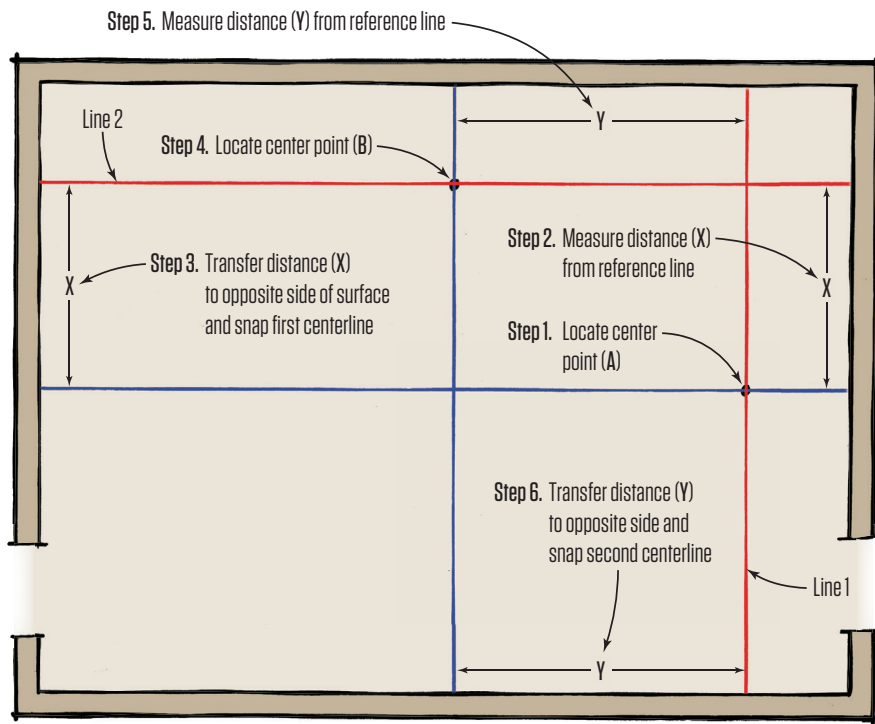 Step 5. Measure distance (Y) from reference line
Y
Line 2
Step 4. Locate center point (B)
Step 2. Measure distance (X)
from reference line
X
Step 3. Transfer distance (X)
to opposite side of surface
and snap first centerline
X
Step 1. Locate center
point (A)
Step 6. Transfer distance (Y)
to opposite side and
snap second centerline
Line 1
Y